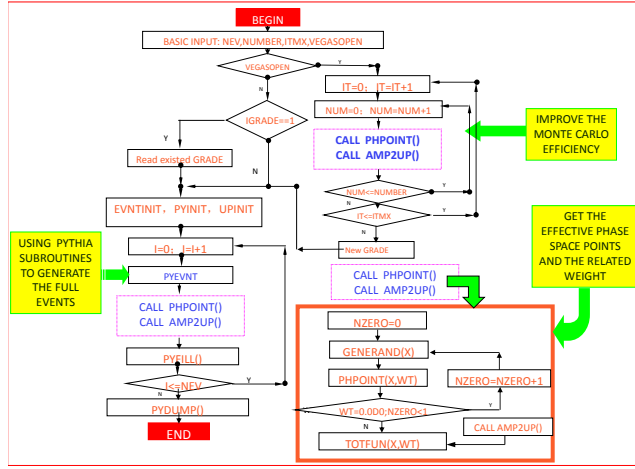 BEGIN
BASIC INPUT: NEV,NUMBER,ITMX,VEGASOPEN
VEGASOPEN
Y
N
IT=0; IT=IT+1
NUM=0; NUM=NUM+1
IGRADE==1
Y
N
Read existed GRADE
CALL PHPOINT()
CALL AMP2UP()
IMPROVE THE
MONTE CARLO
EFFICIENCY
NUM<=NUMBER
Y
N
IT<=ITMX
Y
N
New GRADE
EVNTINIT, PYINIT, UPINIT
I=0; I=I+1
PYEVNT
USING PYTHIA
SUBROUTINES
TO GENERATE
THE FULL
EVENTS
CALL PHPOINT()
CALL AMP2UP()
PYFILL()
I<=NEV
Y
N
PYDUMP()
END
GET THE
EFFECTIVE PHASE
SPACE POINTS
AND THE RELATED
WEIGHT
CALL PHPOINT()
CALL AMP2UP()
NZERO=0
GENERAND(X)
PHPOINT(X,WT)
NZERO=NZERO+1
WT=0.0D0;NZERO<1
Y
N
CALL AMP2UP()
TOTFUN(X,WT)